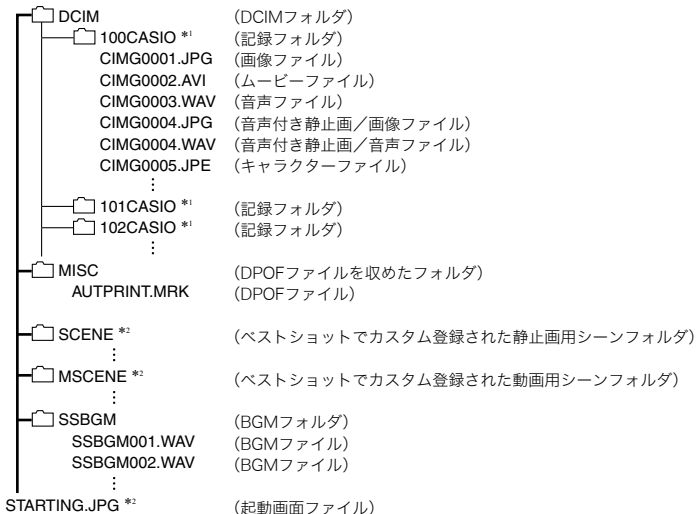 DCIM (DCIMフォルダ)
100CASIO *1 (記録フォルダ)
CIMG0001.JPG (画像ファイル)
CIMG0002.AVI (ムービーファイル)
CIMG0003.WAV (音声ファイル)
CIMG0004.JPG (音声付き静止画／画像ファイル)
CIMG0004.WAV (音声付き静止画／音声ファイル)
CIMG0005.JPE (キャラクターファイル)
101CASIO *1 (記録フォルダ)
102CASIO *1 (記録フォルダ)
MISC (DPOFファイルを収めたフォルダ)
AUTPRINT.MRK (DPOFファイル)
SCENE *2 (ベストショットでカスタム登録された静止画用シーンフォルダ)
MSCENE *2 (ベストショットでカスタム登録された動画用シーンフォルダ)
SSBGM (BGMフォルダ)
SSBGM001.WAV (BGMファイル)
SSBGM002.WAV (BGMファイル)
STARTING.JPG *2 (起動画面ファイル)